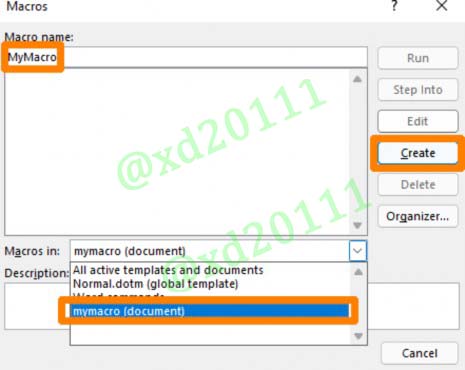 Macros
?
Macro name:
MyMacro
Run
Step Into
Edit
Create
Delete
Organizer...
Macros in:
mymacro (document)
All active templates and documents
Normal.dotm (global template)
Word commands
mymacro (document)
Description:
Cancel
@xd20111
@xd20111